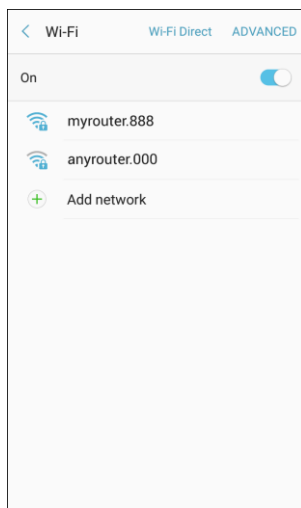 Wi-Fi Wi-Fi Direct ADVANCED
On
myrouter.888
anyrouter.000
Add network